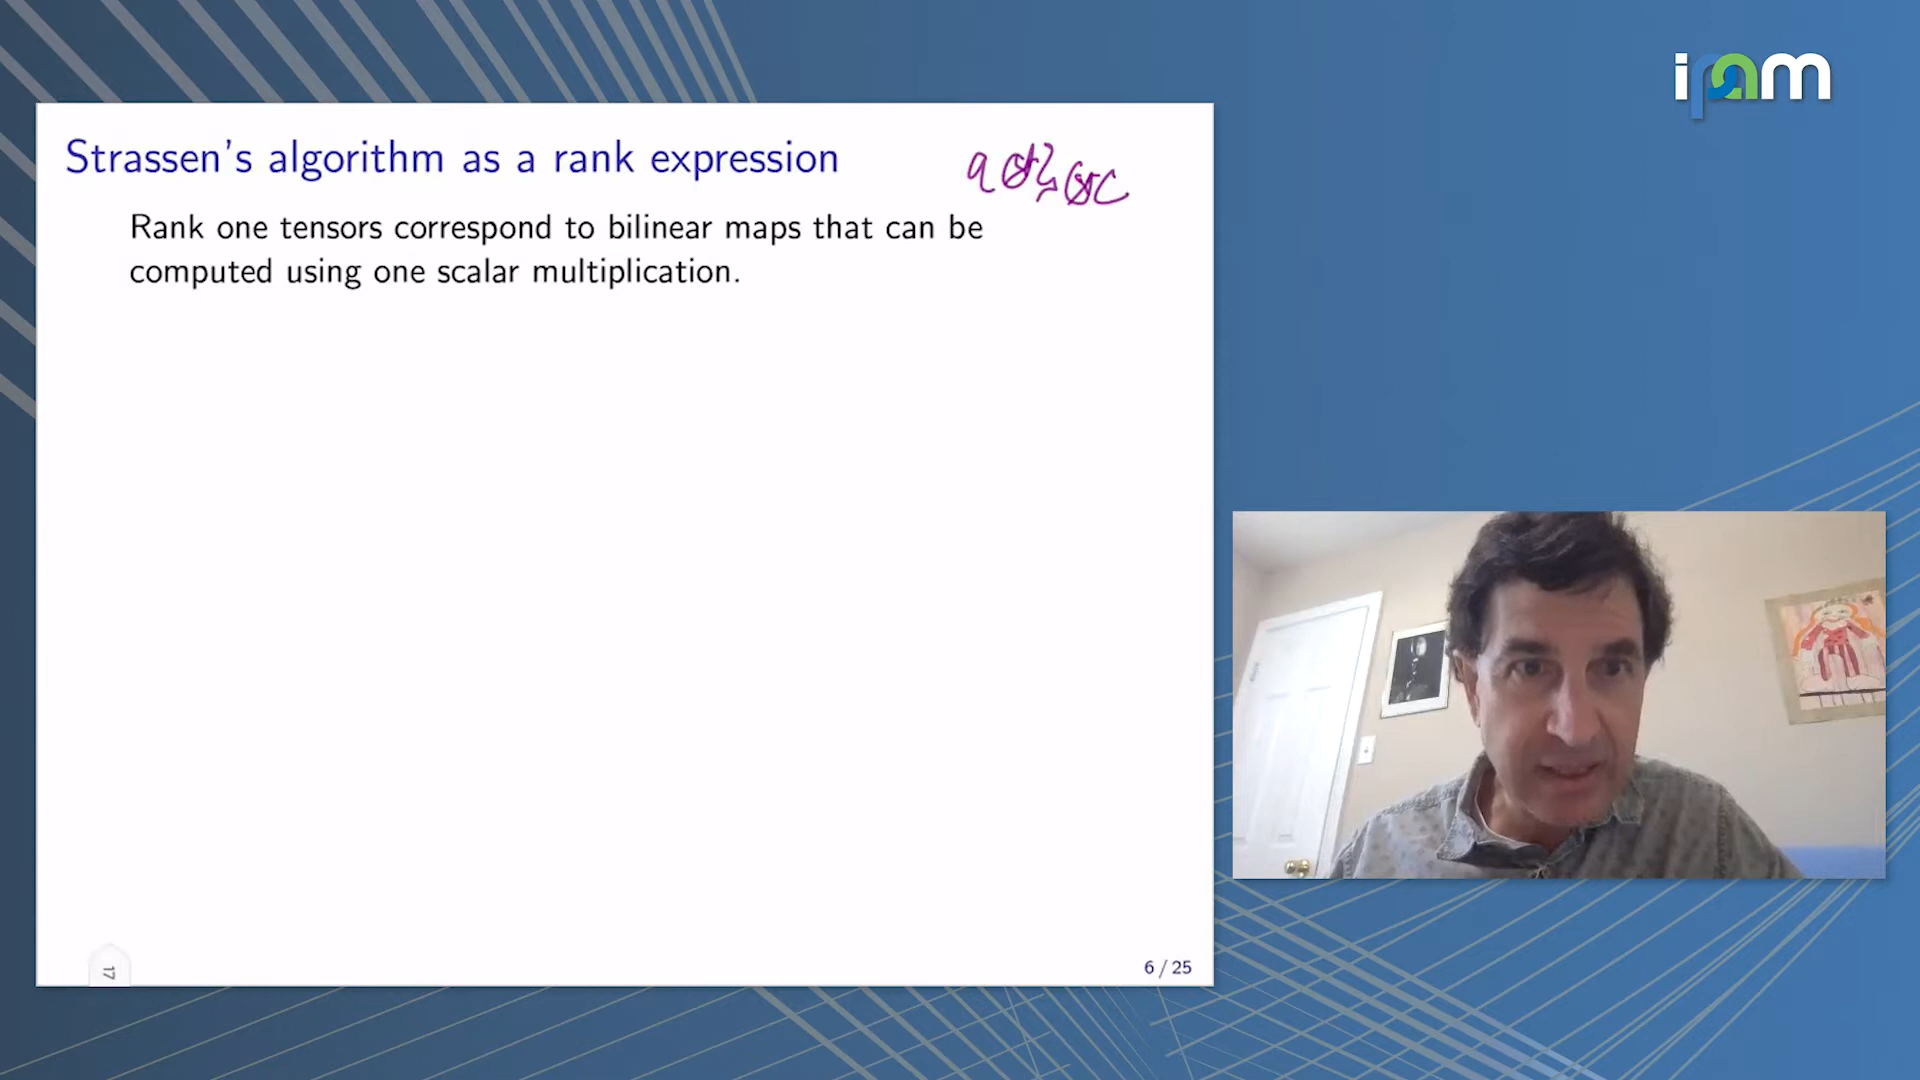 ipam
Strassen's algorithm as a rank expression
a⊗b⊗c
Rank one tensors correspond to bilinear maps that can be
computed using one scalar multiplication.
17
6 / 25